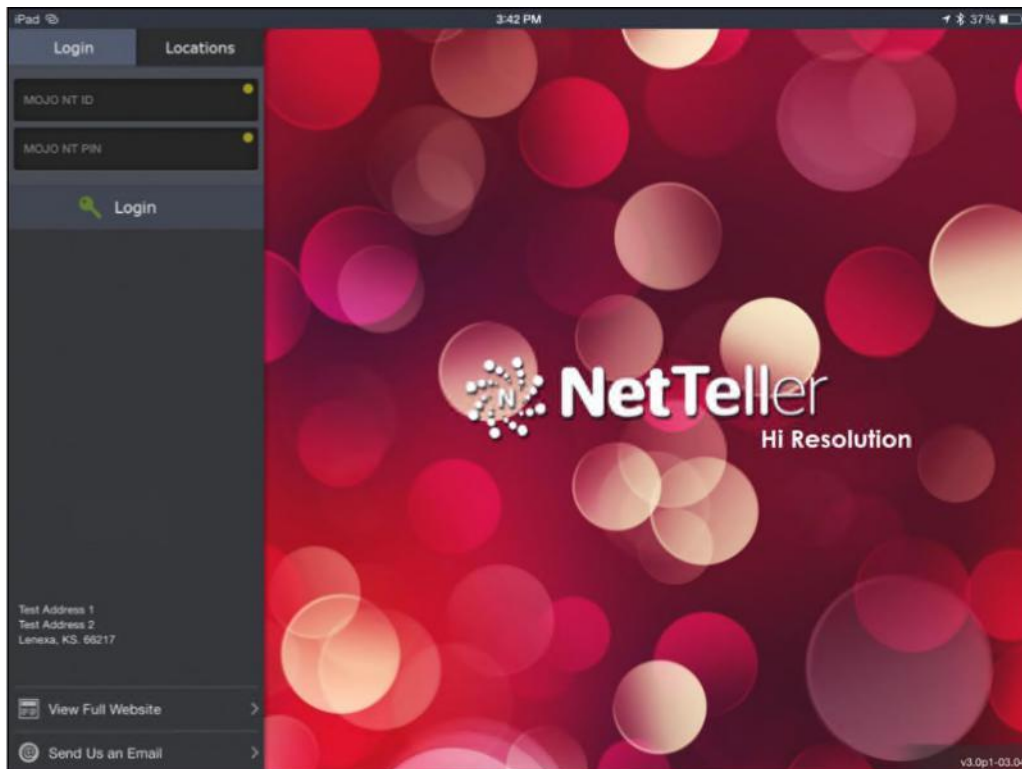 iPad 3:42 PM 37%
Login Locations
MOJO NT ID
MOJO NT PIN
Login
N NetTeller
Hi Resolution
Test Address 1
Test Address 2
Lenexa, KS. 66217
View Full Website
Send Us an Email
v3.0p1-03.04